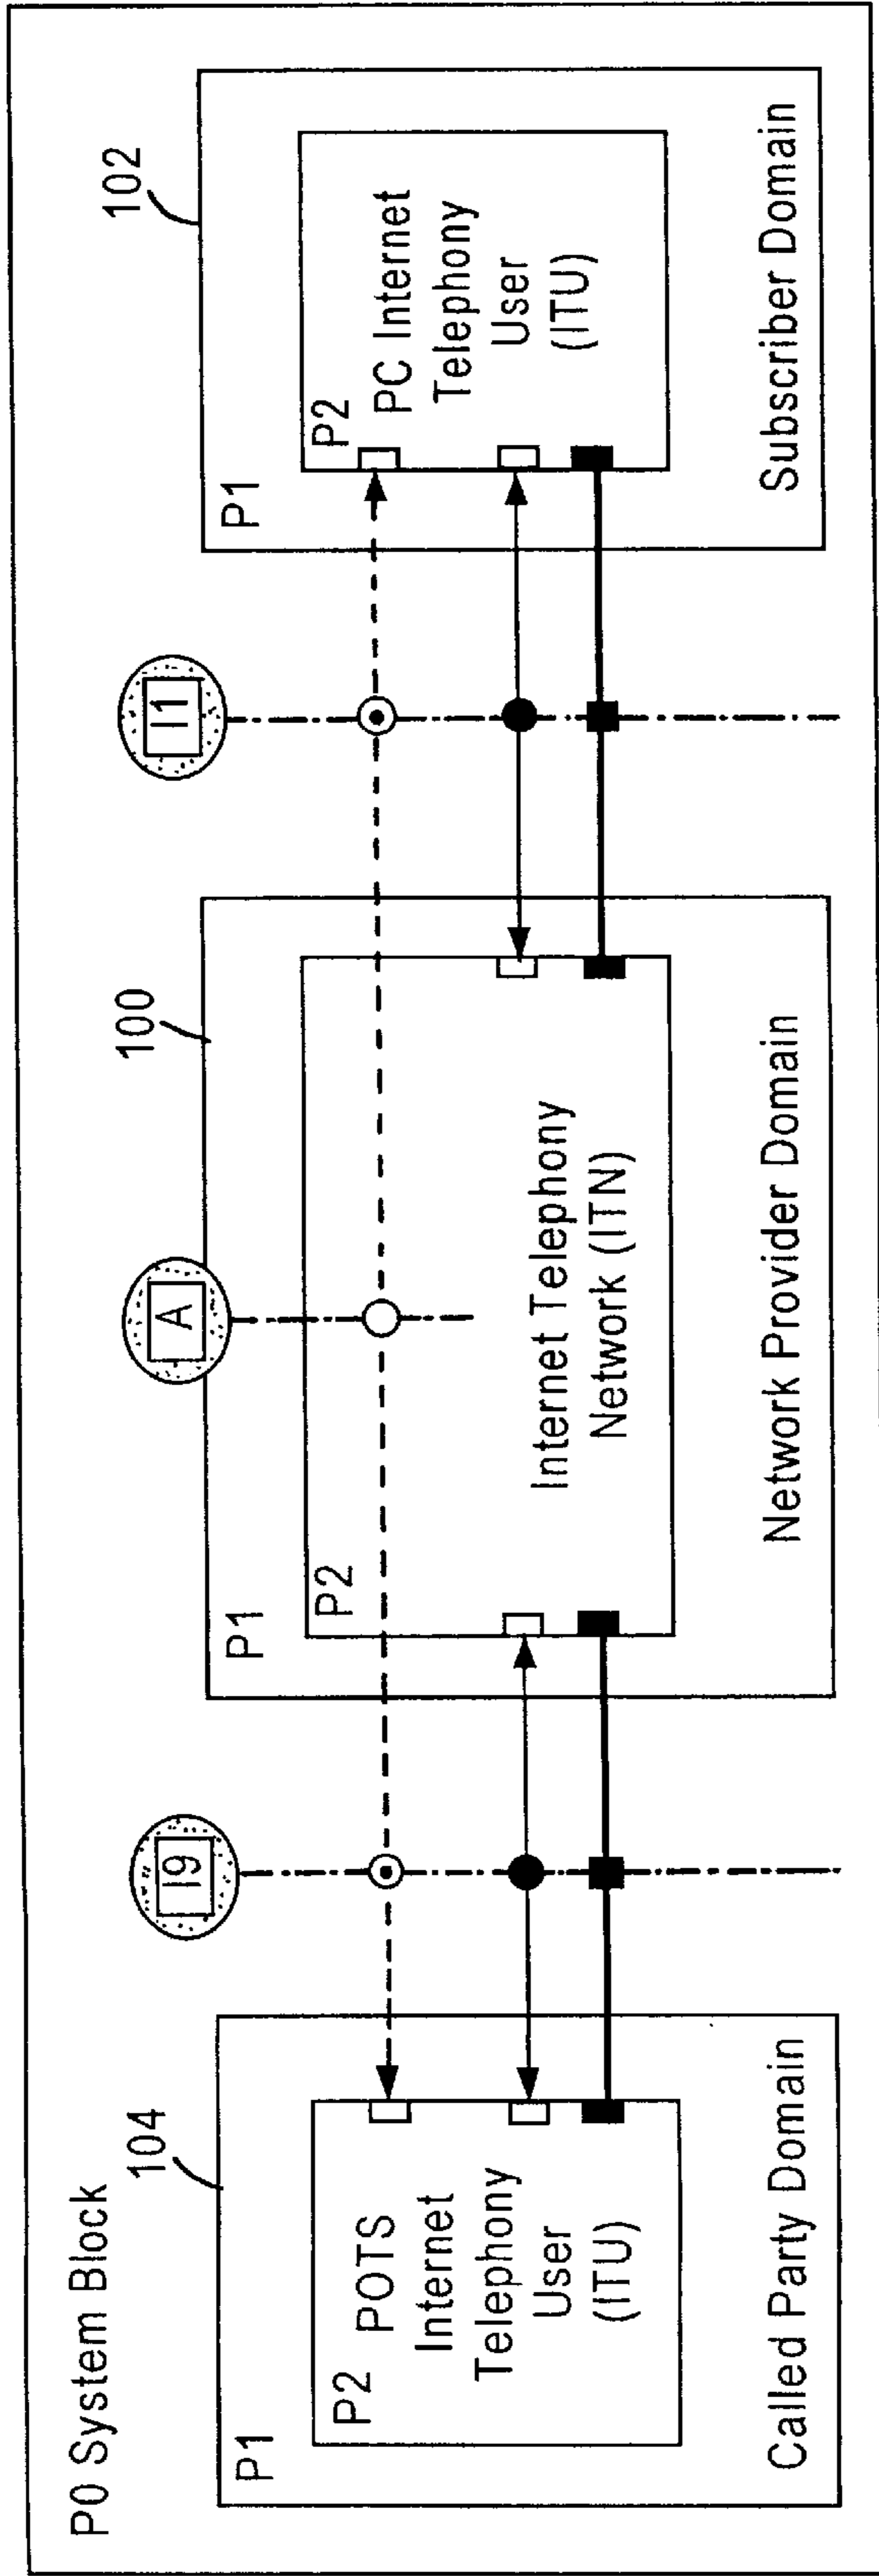 P0 System Block
104
P1
P2
POTS
Internet
Telephony
User
(ITU)
Called Party Domain
I9
100
P1
P2
A
Internet Telephony
Network (ITN)
Network Provider Domain
I1
102
P1
P2
PC Internet
Telephony
User
(ITU)
Subscriber Domain